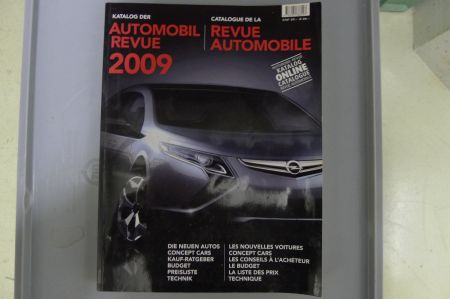 KATALOG DER
AUTOMOBIL
REVUE
2009
CATALOGUE DE LA
REVUE
AUTOMOBILE
KATALOG
ONLINE
CATALOGUE
DIE NEUEN AUTOS
CONCEPT CARS
KAUF-RATGEBER
BUDGET
PREISLISTE
TECHNIK
LES NOUVELLES VOITURES
CONCEPT CARS
LES CONSEILS À L'ACHETEUR
LE BUDGET
LA LISTE DES PRIX
TECHNIQUE